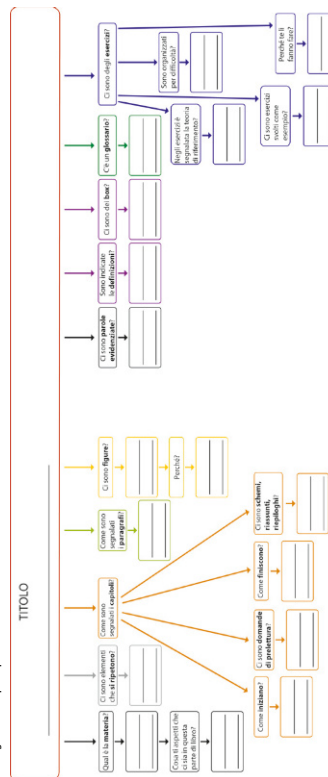 TITOLO
Qual è la materia?
Cosa ti aspetti che
ci sia in questa
parte di libro?
Ci sono elementi
che si ripetono?
Come sono
segnalati i capitoli?
Come iniziano?
Ci sono domande
di prelettura?
Come finiscono?
Ci sono schemi,
riassunti,
riepiloghi?
Come sono
segnalati
i paragrafi?
Ci sono figure?
Perché?
Ci sono parole
evidenziate?
Sono indicate
le definizioni?
Ci sono dei box?
C'è un glossario?
Ci sono degli esercizi?
Negli esercizi è
segnalata la teoria
di riferimento?
Sono organizzati
per difficoltà?
Ci sono esercizi
svolti come
esempio?
Perché te li
fanno fare?